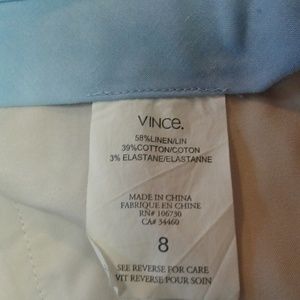 VINCE.
58%LINEN/LIN
39%COTTON/COTON
3% ELASTANE/ELASTANNE
MADE IN CHINA
FABRIQUE EN CHINE
RN# 106730
CA# 34460
8
SEE REVERSE FOR CARE
VIT REVERSE POUR MAINT